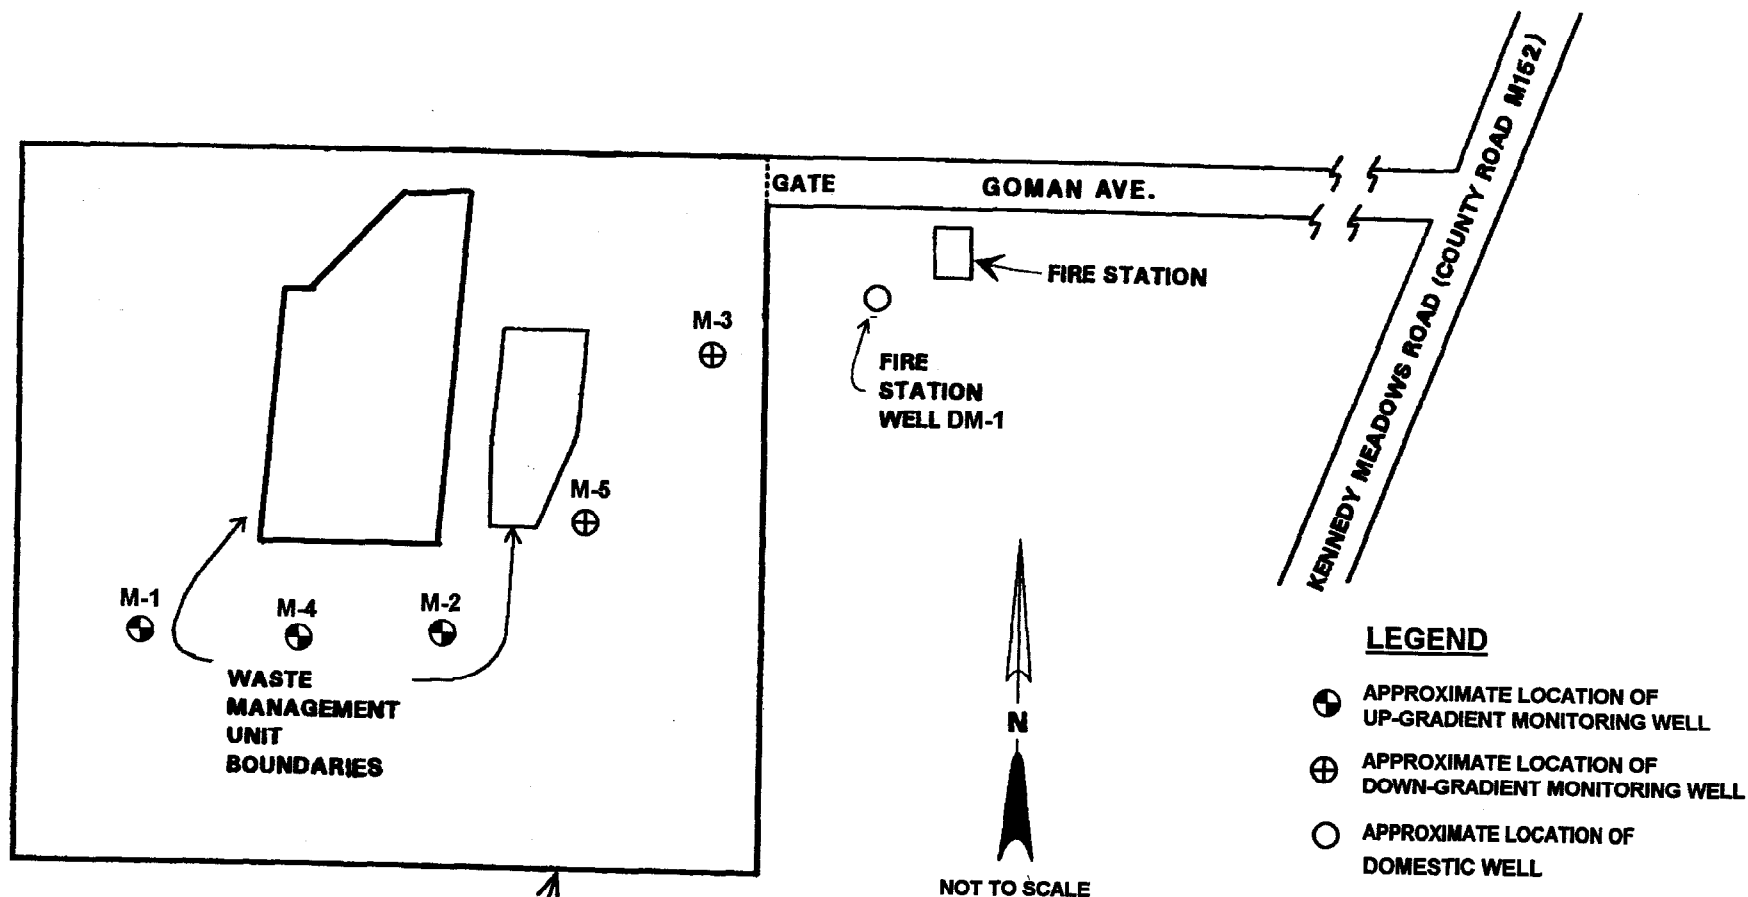 GATE
GOMAN AVE.
KENNEDY MEADOWS ROAD (COUNTY ROAD M152)
FIRE STATION
M-3
FIRE
STATION
WELL DM-1
M-5
M-1
M-4
M-2
WASTE
MANAGEMENT
UNIT
BOUNDARIES
N
NOT TO SCALE
LEGEND
APPROXIMATE LOCATION OF
UP-GRADIENT MONITORING WELL
APPROXIMATE LOCATION OF
DOWN-GRADIENT MONITORING WELL
APPROXIMATE LOCATION OF
DOMESTIC WELL